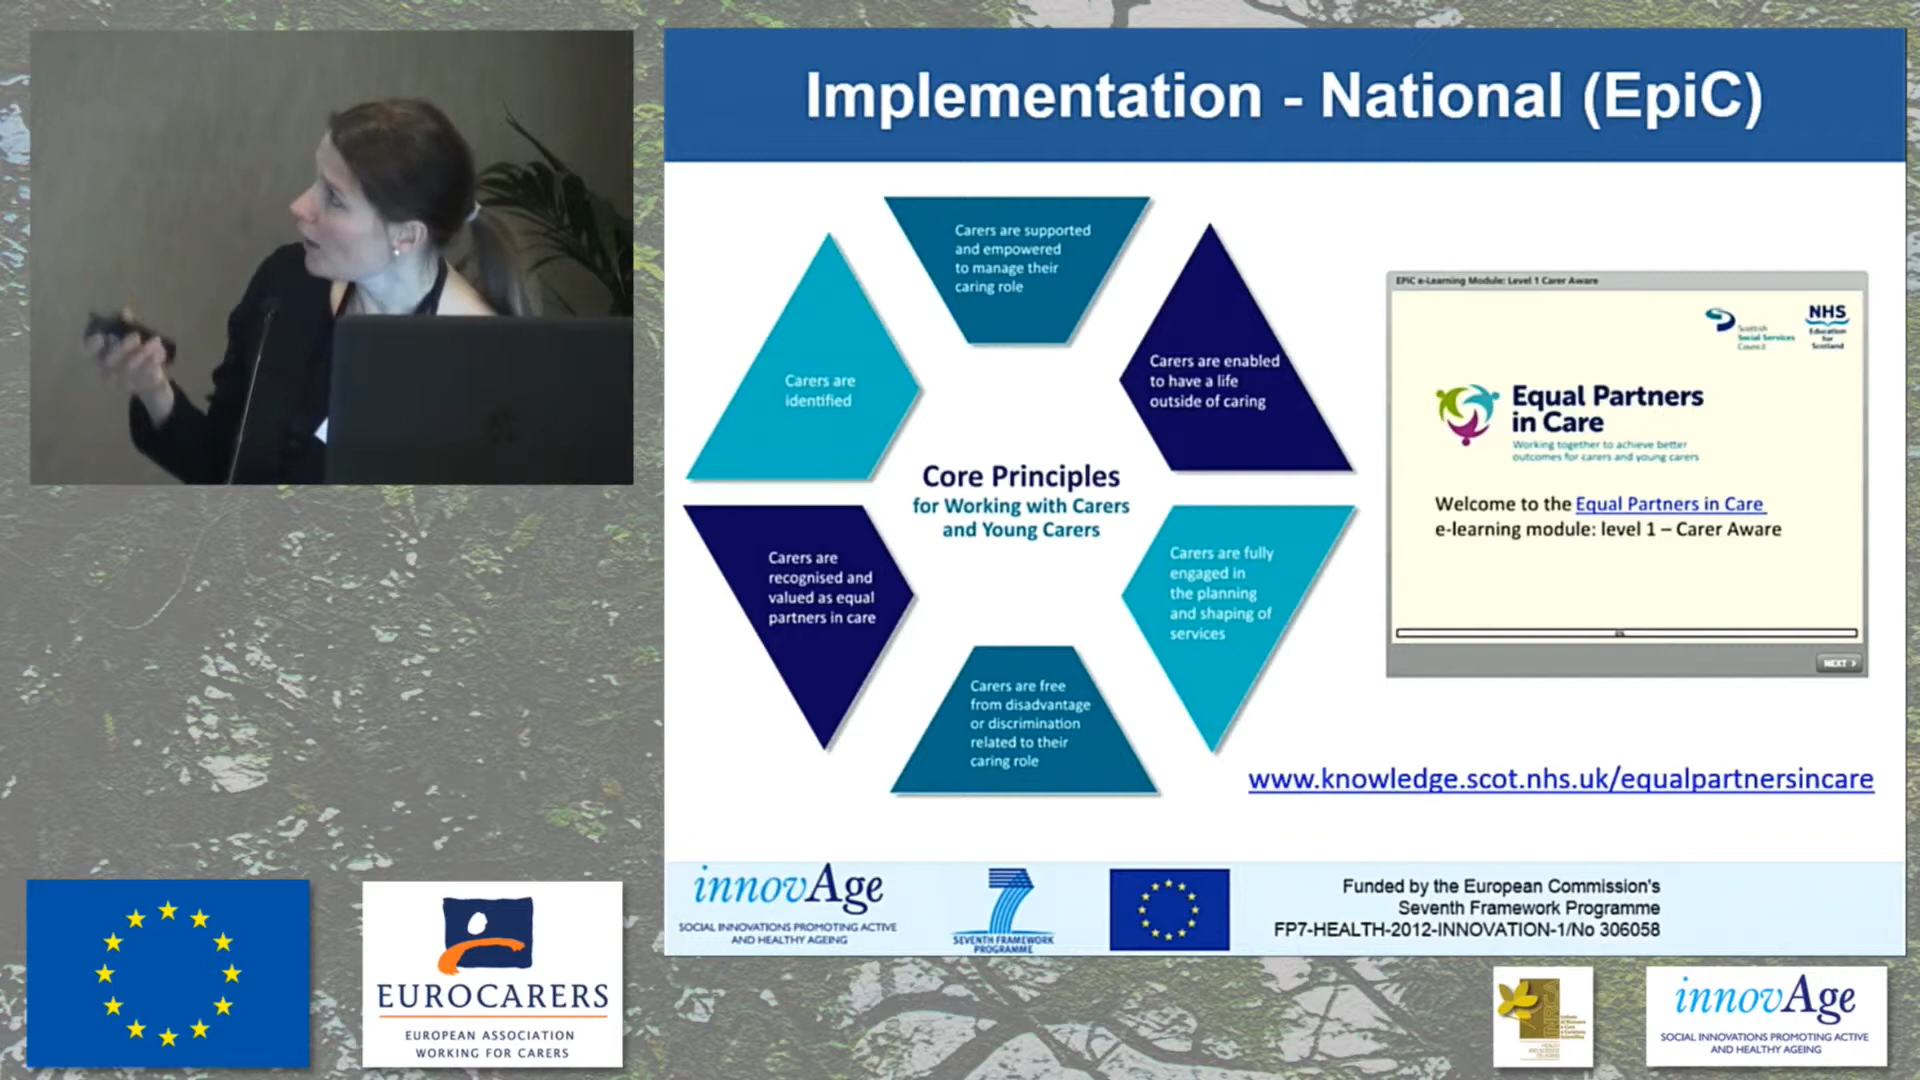 Implementation - National (EpiC)
Carers are supported
and empowered
to manage their
caring role
Carers are enabled
to have a life
outside of caring
Carers are
identified
Core Principles
for Working with Carers
and Young Carers
Carers are
recognised and
valued as equal
partners in care
Carers are fully
engaged in
the planning
and shaping of
services
Carers are free
from disadvantage
or discrimination
related to their
caring role
EPiC e-Learning Module: Level 1 Carer Aware
Scottish
Social Services
Council
NHS
Education
for
Scotland
Equal Partners
in Care
Working together to achieve better
outcomes for carers and young carers
Welcome to the Equal Partners in Care
e-learning module: level 1 – Carer Aware
NEXT >
www.knowledge.scot.nhs.uk/equalpartnersincare
innovAge
SOCIAL INNOVATIONS PROMOTING ACTIVE
AND HEALTHY AGEING
7
SEVENTH FRAMEWORK
PROGRAMME
Funded by the European Commission's
Seventh Framework Programme
FP7-HEALTH-2012-INNOVATION-1/No 306058
EUROCARERS
EUROPEAN ASSOCIATION
WORKING FOR CARERS
INRCA
innovAge
SOCIAL INNOVATIONS PROMOTING ACTIVE
AND HEALTHY AGEING